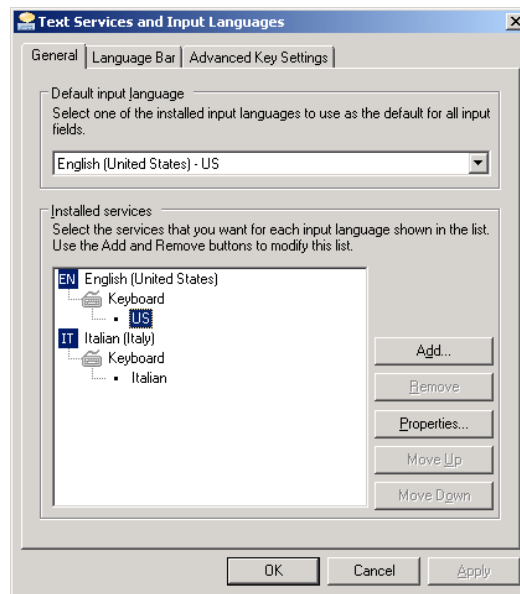 Text Services and Input Languages
General
Language Bar
Advanced Key Settings
Default input language
Select one of the installed input languages to use as the default for all input
fields.
English (United States) - US
Installed services
Select the services that you want for each input language shown in the list.
Use the Add and Remove buttons to modify this list.
EN English (United States)
Keyboard
• US
IT Italian (Italy)
Keyboard
• Italian
Add...
Remove
Properties...
Move Up
Move Down
OK
Cancel
Apply